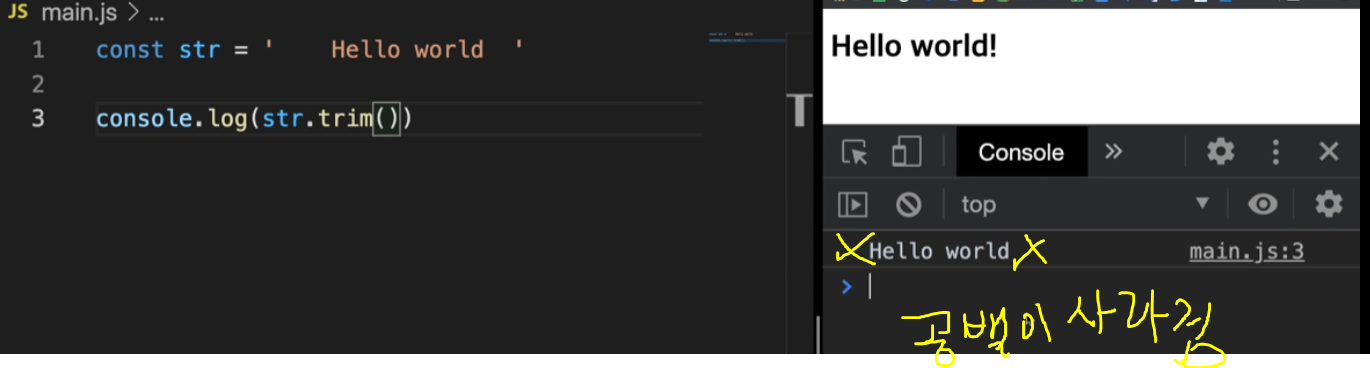 JS main.js > ...
1 const str = '     Hello world  '
2
3 console.log(str.trim())
T
Hello world!
Console »
top
Hello world main.js:3
>
공백이 사라짐